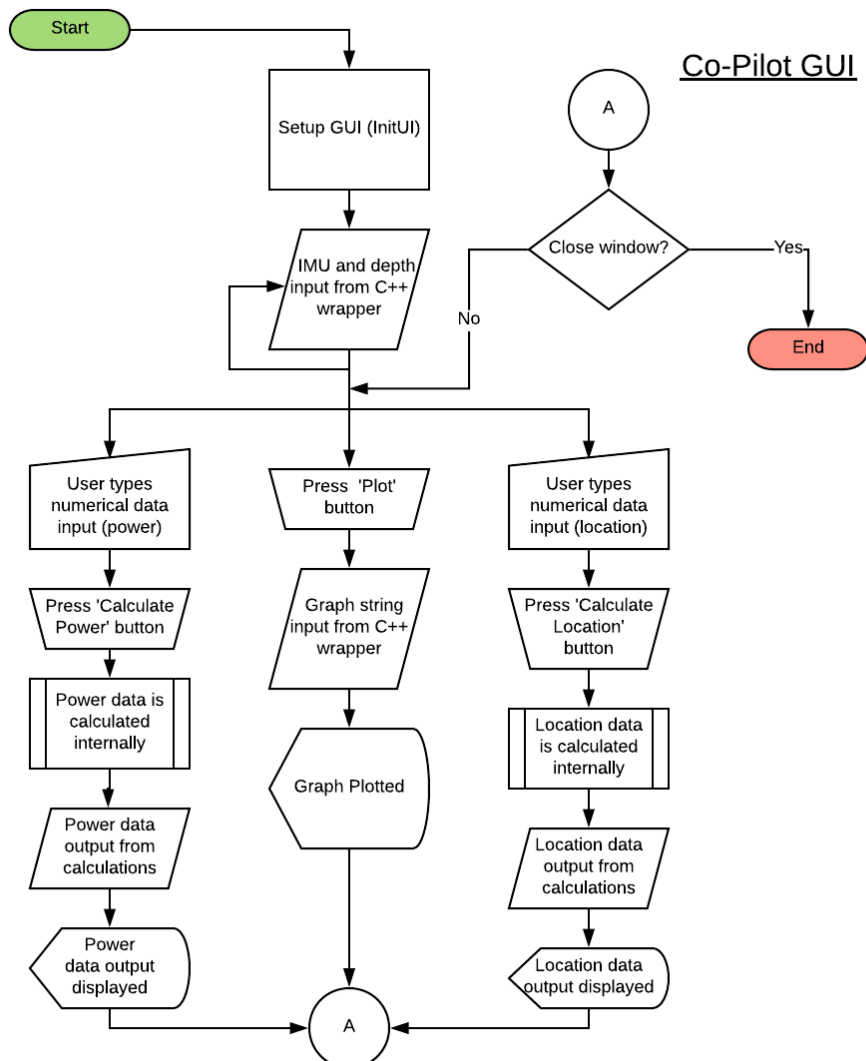 Start
Co-Pilot GUI
Setup GUI (InitUI)
A
Close window?
Yes
No
End
IMU and depth
input from C++
wrapper
User types
numerical data
input (power)
Press 'Calculate
Power' button
Power data is
calculated
internally
Power data
output from
calculations
Power
data output
displayed
Press 'Plot'
button
Graph string
input from C++
wrapper
Graph Plotted
User types
numerical data
input (location)
Press 'Calculate
Location'
button
Location data
is calculated
internally
Location data
output from
calculations
Location data
output displayed
A